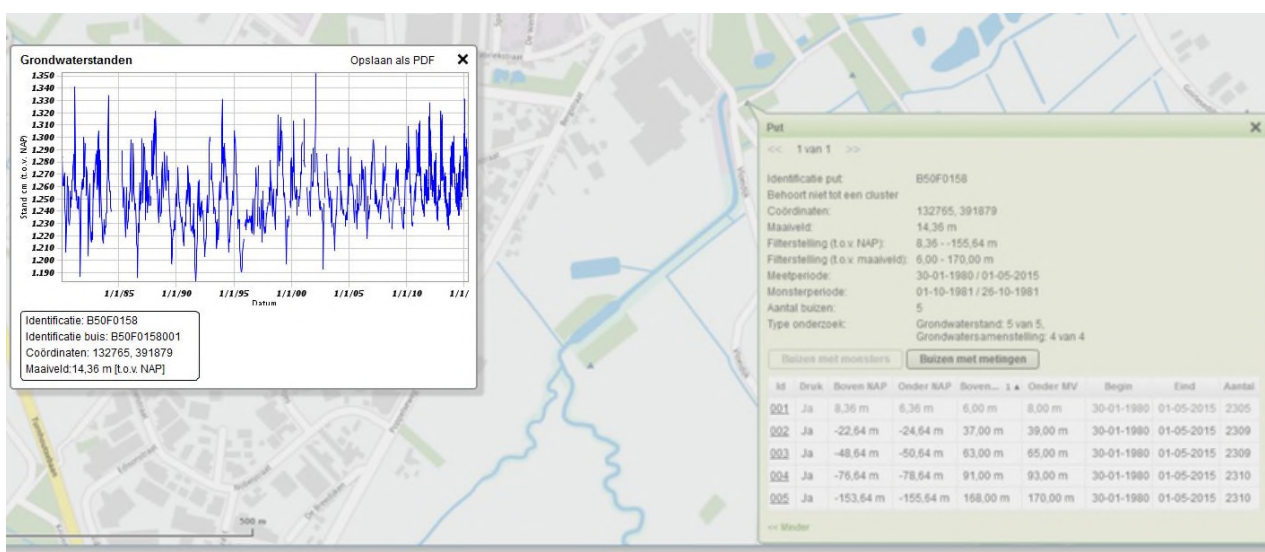 Grondwaterstanden
Opslaan als PDF
Stand cm (t.o.v. NAP)
1.350
1.340
1.330
1.320
1.310
1.300
1.290
1.280
1.270
1.260
1.250
1.240
1.230
1.220
1.210
1.200
1.190
1/1/85 1/1/90 1/1/95 1/1/00 1/1/05 1/1/10 1/1/
Datum
Identificatie: B50F0158
Identificatie buis: B50F0158001
Coördinaten: 132765, 391879
Maaiveld:14,36 m [t.o.v. NAP]
500 m
Put
<< 1 van 1 >>
Identificatie put: B50F0158
Behoort niet tot een cluster
Coördinaten: 132765, 391879
Maaiveld: 14,36 m
Filterstelling (t.o.v. NAP): 8,36 - -155,64 m
Filterstelling (t.o.v. maaiveld): 6,00 - 170,00 m
Meetperiode: 30-01-1980 / 01-05-2015
Monsterperiode: 01-10-1981 / 26-10-1981
Aantal buizen: 5
Type onderzoek: Grondwaterstand: 5 van 5,
Grondwatersamenstelling: 4 van 4
Buizen met monsters Buizen met metingen
Id Druk Boven NAP Onder NAP Boven... 1▲ Onder MV Begin Eind Aantal
001 Ja 8,36 m 6,36 m 6,00 m 8,00 m 30-01-1980 01-05-2015 2305
002 Ja -22,64 m -24,64 m 37,00 m 39,00 m 30-01-1980 01-05-2015 2309
003 Ja -48,64 m -50,64 m 63,00 m 65,00 m 30-01-1980 01-05-2015 2309
004 Ja -76,64 m -78,64 m 91,00 m 93,00 m 30-01-1980 01-05-2015 2310
005 Ja -153,64 m -155,64 m 168,00 m 170,00 m 30-01-1980 01-05-2015 2310
<< Minder